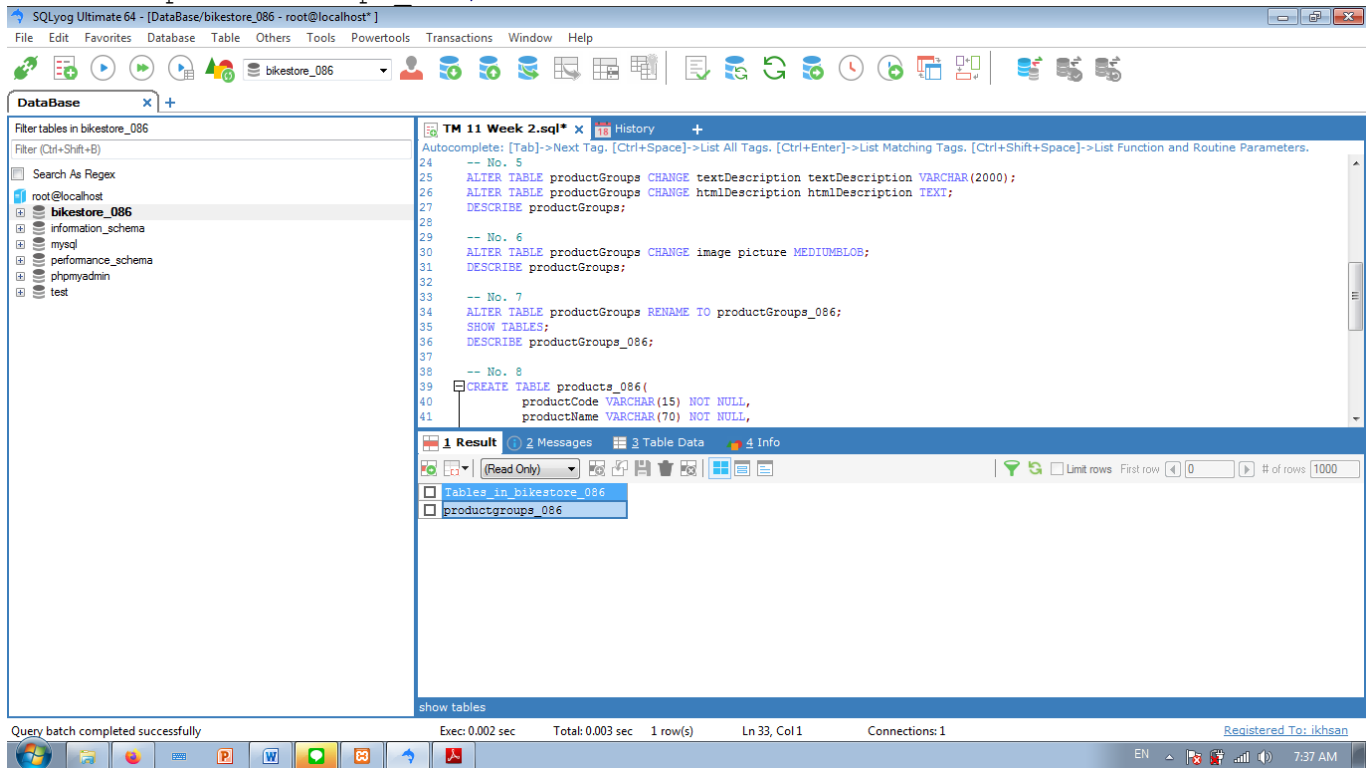 SQLyog Ultimate 64 - [DataBase/bikestore_086 - root@localhost* ]
File Edit Favorites Database Table Others Tools Powertools Transactions Window Help
bikestore_086
DataBase x +
Filter tables in bikestore_086
Filter (Ctrl+Shift+B)
Search As Regex
root@localhost
bikestore_086
information_schema
mysql
performance_schema
phpmyadmin
test
TM 11 Week 2.sql* x 18 History +
Autocomplete: [Tab]->Next Tag. [Ctrl+Space]->List All Tags. [Ctrl+Enter]->List Matching Tags. [Ctrl+Shift+Space]->List Function and Routine Parameters.
24 -- No. 5
25 ALTER TABLE productGroups CHANGE textDescription textDescription VARCHAR(2000);
26 ALTER TABLE productGroups CHANGE htmlDescription htmlDescription TEXT;
27 DESCRIBE productGroups;
28
29 -- No. 6
30 ALTER TABLE productGroups CHANGE image picture MEDIUMBLOB;
31 DESCRIBE productGroups;
32
33 -- No. 7
34 ALTER TABLE productGroups RENAME TO productGroups_086;
35 SHOW TABLES;
36 DESCRIBE productGroups_086;
37
38 -- No. 8
39 CREATE TABLE products_086(
40 productCode VARCHAR(15) NOT NULL,
41 productName VARCHAR(70) NOT NULL,
1 Result 2 Messages 3 Table Data 4 Info
(Read Only) Limit rows First row 0 # of rows 1000
Tables_in_bikestore_086
productgroups_086
show tables
Query batch completed successfully Exec: 0.002 sec Total: 0.003 sec 1 row(s) Ln 33, Col 1 Connections: 1 Registered To: ikhsan
EN 7:37 AM